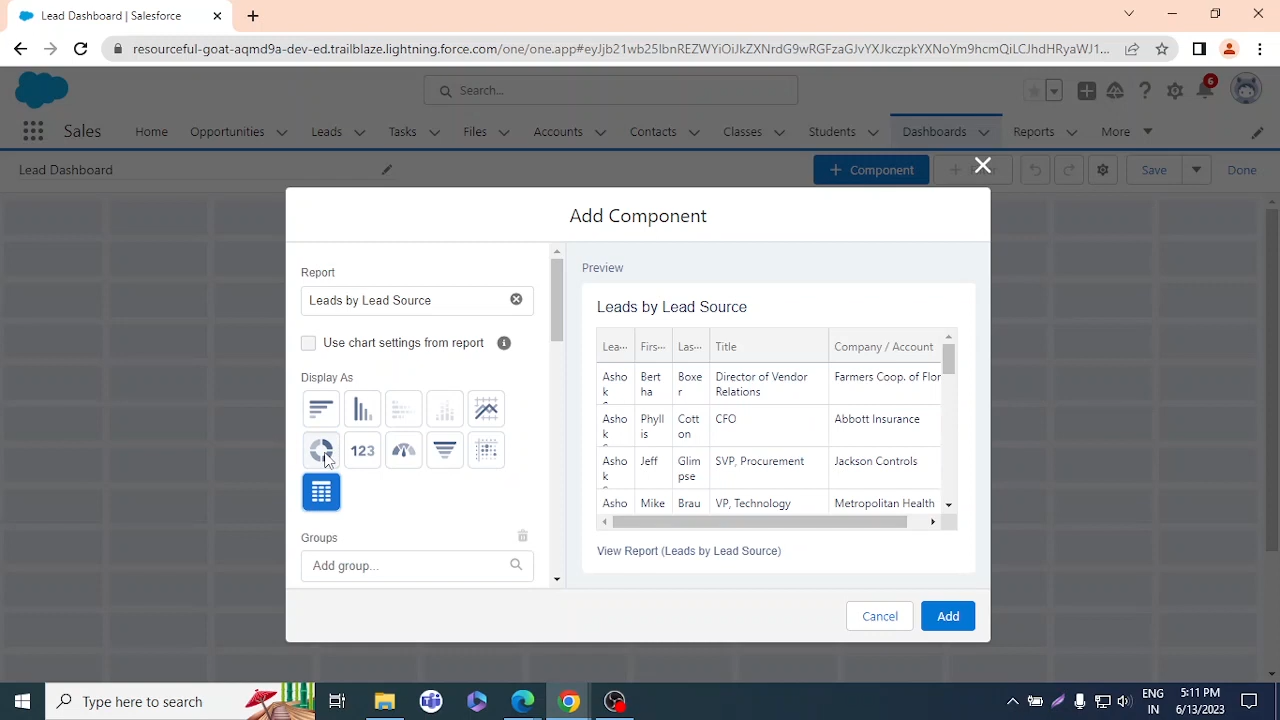 Lead Dashboard | Salesforce
resourceful-goat-aqmd9a-dev-ed.trailblaze.lightning.force.com/one/one.app#eyJjb21wb25lbnREZWYiOiJkZXNrdG9wRGFzaGJvYXJkczpkYXNoYm9hcmQiLCJhdHRyaWJ1...
Search...
6
Sales Home Opportunities Leads Tasks Files Accounts Contacts Classes Students Dashboards Reports More
Lead Dashboard
+ Component
Save
Done
Add Component
Report
Leads by Lead Source
Use chart settings from report
Display As
123
Groups
Add group...
Preview
Leads by Lead Source
Lea... Firs... Las... Title Company / Account
Asho Bert Boxe Director of Vendor Farmers Coop. of Flor
k ha r Relations
Asho Phyll Cott CFO Abbott Insurance
k is on
Asho Jeff Glim SVP, Procurement Jackson Controls
k pse
Asho Mike Brau VP, Technology Metropolitan Health
View Report (Leads by Lead Source)
Cancel
Add
Type here to search
ENG
IN
5:11 PM
6/13/2023